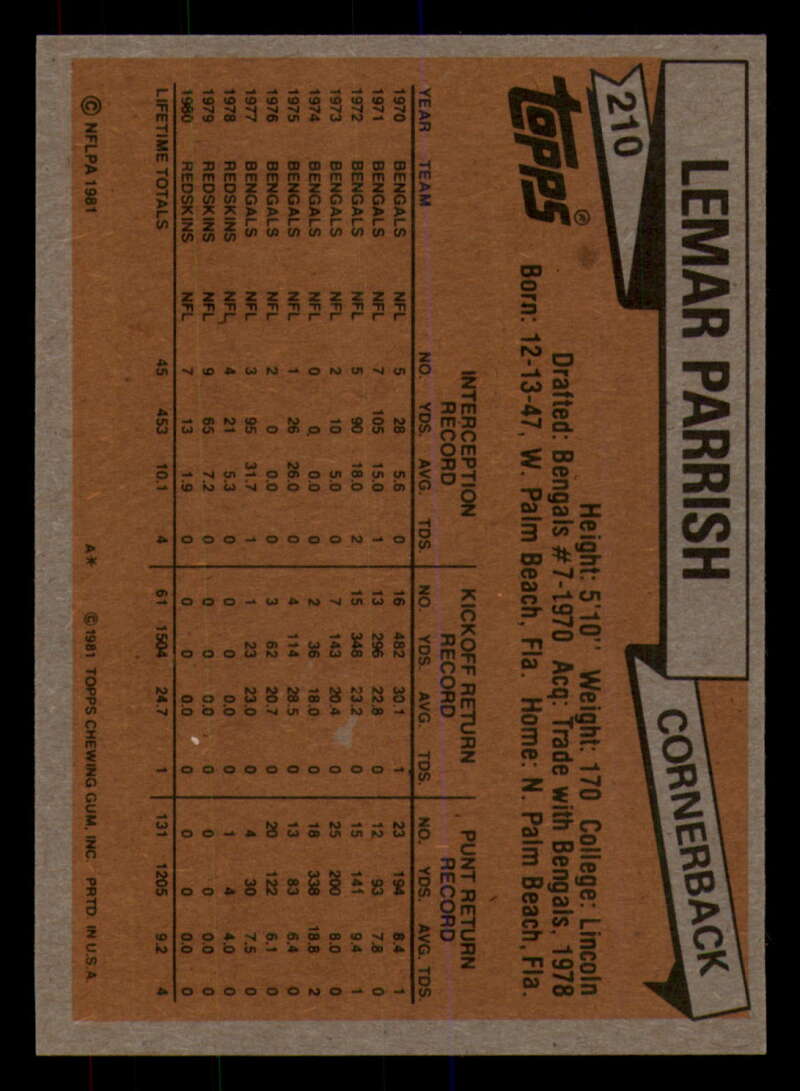 210
LEMAR PARRISH
CORNERBACK
topps®
Height: 5'10" Weight: 170 College: Lincoln
Drafted: Bengals #7-1970 Acq: Trade with Bengals, 1978
Born: 12-13-47, W. Palm Beach, Fla. Home: N. Palm Beach, Fla.
INTERCEPTION RECORD KICKOFF RETURN RECORD PUNT RETURN RECORD
YEAR TEAM NO. YDS. AVG. TDS. NO. YDS. AVG. TDS. NO. YDS. AVG. TDS.
1970 BENGALS NFL 5 28 5.6 0 16 482 30.1 1 23 194 8.4 1
1971 BENGALS NFL 7 105 15.0 1 13 296 22.8 0 12 93 7.8 0
1972 BENGALS NFL 5 90 18.0 2 15 348 23.2 0 15 141 9.4 1
1973 BENGALS NFL 2 10 5.0 0 7 143 20.4 0 25 200 8.0 0
1974 BENGALS NFL 0 0 0.0 0 2 36 18.0 0 18 338 18.8 2
1975 BENGALS NFL 1 26 26.0 0 4 114 28.5 0 13 83 6.4 0
1976 BENGALS NFL 2 0 0.0 0 3 62 20.7 0 20 122 6.1 0
1977 BENGALS NFL 3 95 31.7 1 1 23 23.0 0 4 30 7.5 0
1978 REDSKINS NFL 4 21 5.3 0 0 0 0.0 0 1 4 4.0 0
1979 REDSKINS NFL 9 65 7.2 0 0 0 0.0 0 0 0 0.0 0
1980 REDSKINS NFL 7 13 1.9 0 0 0 0.0 0 0 0 0.0 0
LIFETIME TOTALS 45 453 10.1 4 61 1504 24.7 1 131 1205 9.2 4
© NFLPA 1981 A* © 1981 TOPPS CHEWING GUM, INC. PRTD. IN U.S.A.